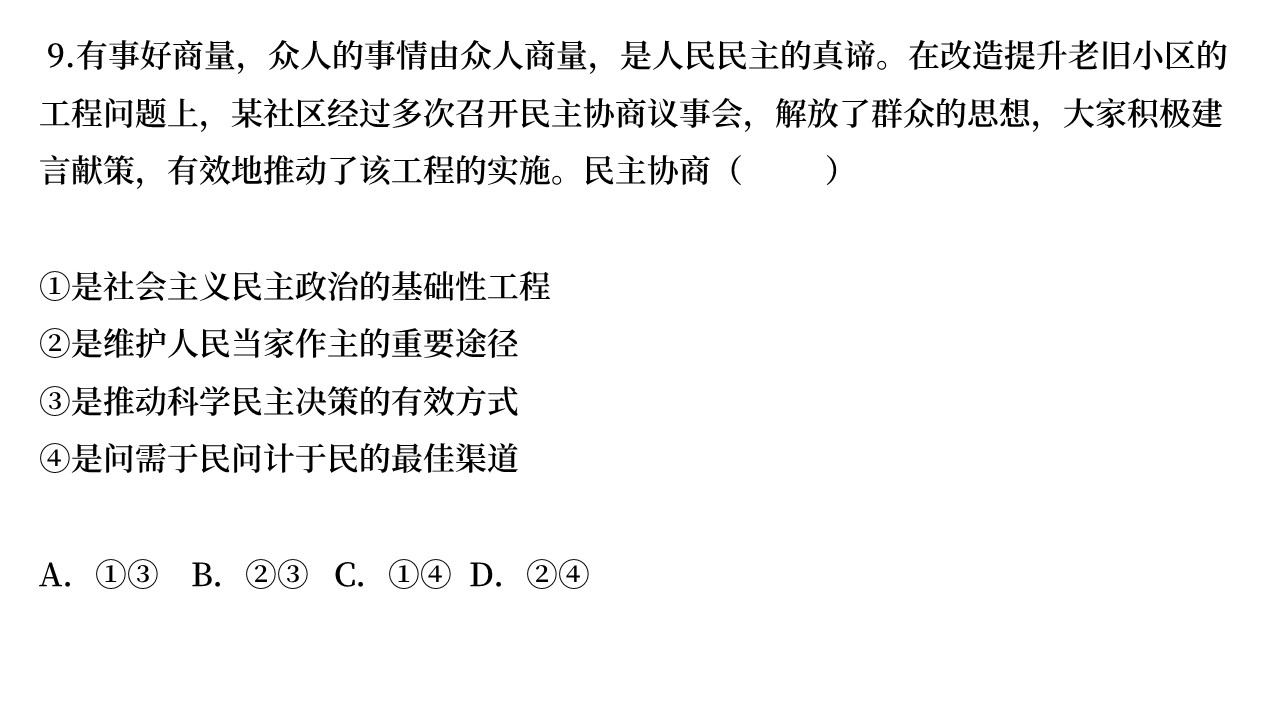 9.有事好商量，众人的事情由众人商量，是人民民主的真谛。在改造提升老旧小区的
工程问题上，某社区经过多次召开民主协商议事会，解放了群众的思想，大家积极建
言献策，有效地推动了该工程的实施。民主协商（　　）
①是社会主义民主政治的基础性工程
②是维护人民当家作主的重要途径
③是推动科学民主决策的有效方式
④是问需于民问计于民的最佳渠道
A．①③ B．②③ C．①④ D．②④